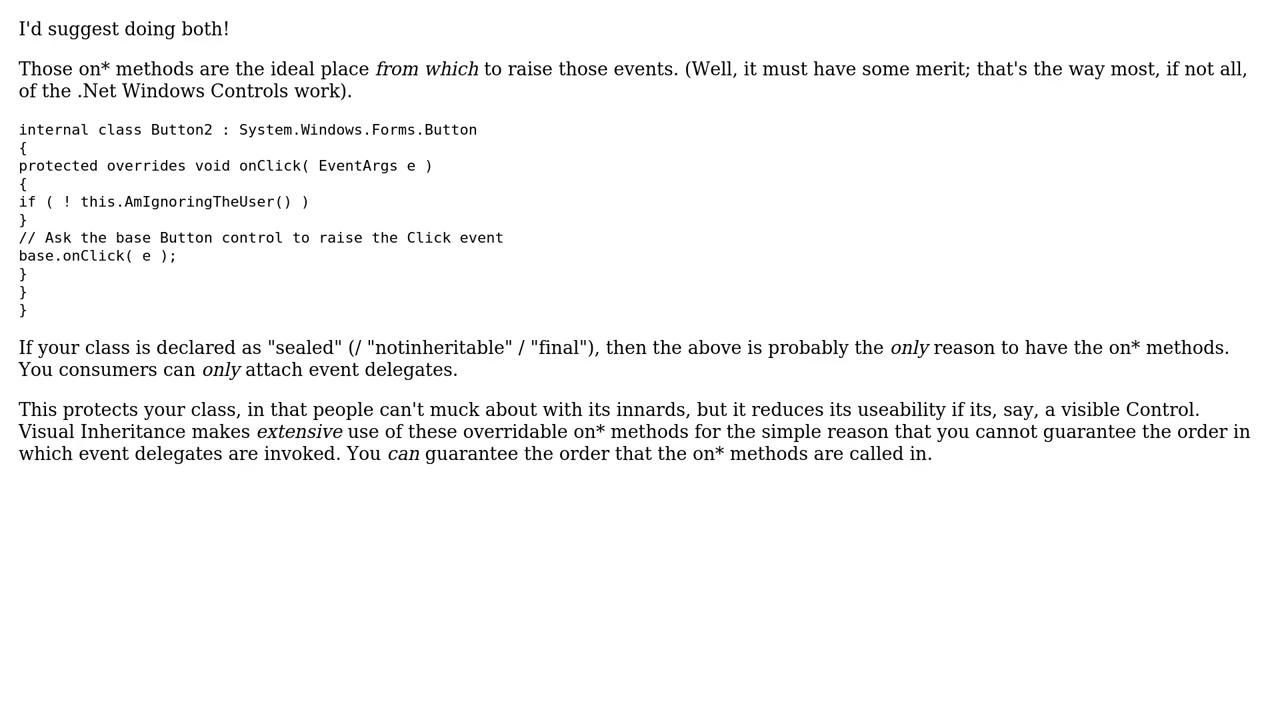 I'd suggest doing both!
Those on* methods are the ideal place from which to raise those events. (Well, it must have some merit; that's the way most, if not all,
of the .Net Windows Controls work).
internal class Button2 : System.Windows.Forms.Button
{
protected overrides void onClick( EventArgs e )
{
if ( ! this.AmIgnoringTheUser() )
}
// Ask the base Button control to raise the Click event
base.onClick( e );
}
}
}
If your class is declared as "sealed" (/ "notinheritable" / "final"), then the above is probably the only reason to have the on* methods.
You consumers can only attach event delegates.
This protects your class, in that people can't muck about with its innards, but it reduces its useability if its, say, a visible Control.
Visual Inheritance makes extensive use of these overridable on* methods for the simple reason that you cannot guarantee the order in
which event delegates are invoked. You can guarantee the order that the on* methods are called in.